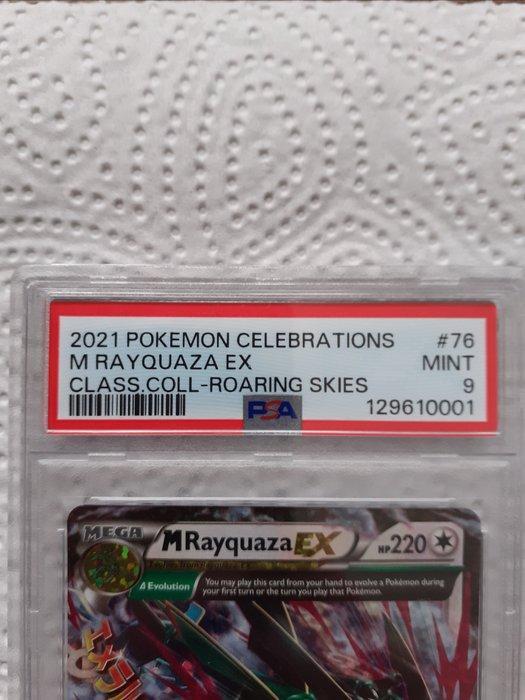 2021 POKEMON CELEBRATIONS #76
M RAYQUAZA EX MINT
CLASS.COLL-ROARING SKIES 9
PSA 129610001
MEGA MRayquaza EX HP220
Δ Evolution You may play this card from your hand to evolve a Pokémon during
your first turn or the turn you play that Pokémon.